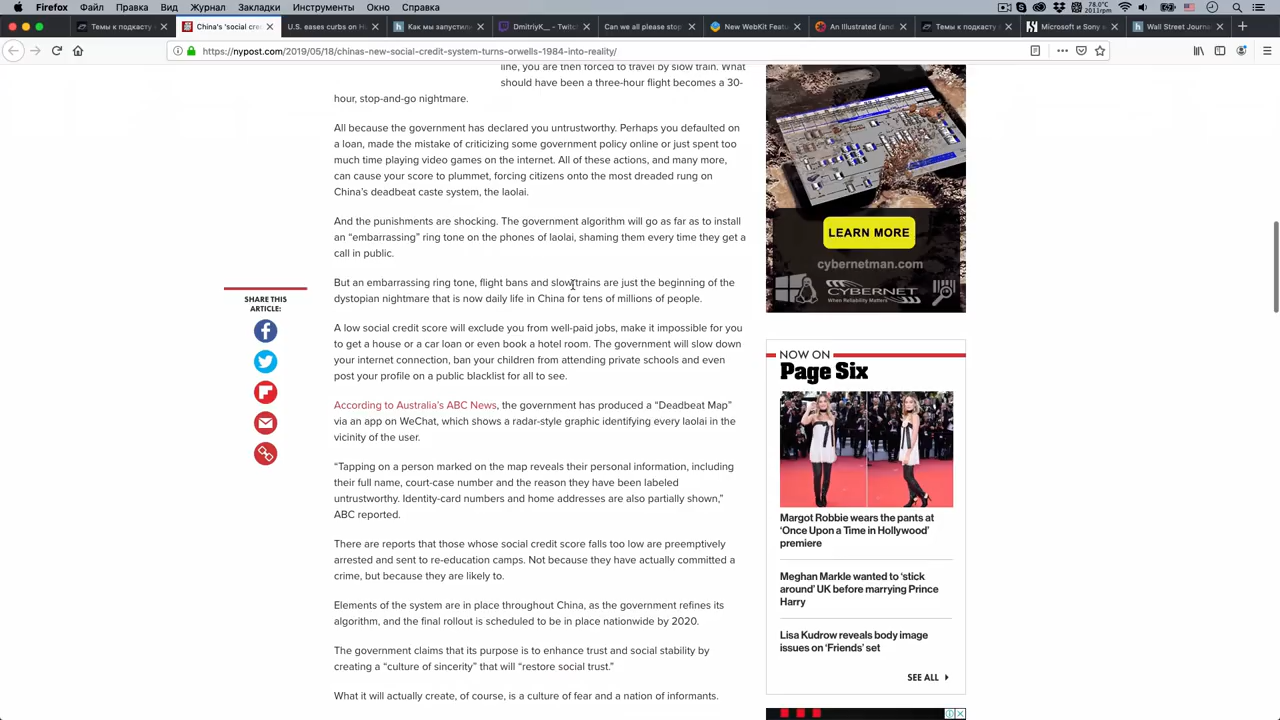 Firefox Файл Правка Вид Журнал Закладки Инструменты Окно Справка
78.0°C
2011rpm
Темы к подкасту
China's 'social cre
U.S. eases curbs on H
Как мы запустили
DmitriyK__ - Twitch
Can we all please stop
New WebKit Feat
An Illustrated (and
Темы к подкасту
Microsoft и Sony
Wall Street Journa
https://nypost.com/2019/05/18/chinas-new-social-credit-system-turns-orwells-1984-into-reality/
line, you are then forced to travel by slow train. What
should have been a three-hour flight becomes a 30-
hour, stop-and-go nightmare.
All because the government has declared you untrustworthy. Perhaps you defaulted on
a loan, made the mistake of criticizing some government policy online or just spent too
much time playing video games on the internet. All of these actions, and many more,
can cause your score to plummet, forcing citizens onto the most dreaded rung on
China’s deadbeat caste system, the laolai.
And the punishments are shocking. The government algorithm will go as far as to install
an “embarrassing” ring tone on the phones of laolai, shaming them every time they get a
call in public.
But an embarrassing ring tone, flight bans and slow trains are just the beginning of the
dystopian nightmare that is now daily life in China for tens of millions of people.
A low social credit score will exclude you from well-paid jobs, make it impossible for you
to get a house or a car loan or even book a hotel room. The government will slow down
your internet connection, ban your children from attending private schools and even
post your profile on a public blacklist for all to see.
According to Australia’s ABC News, the government has produced a “Deadbeat Map”
via an app on WeChat, which shows a radar-style graphic identifying every laolai in the
vicinity of the user.
“Tapping on a person marked on the map reveals their personal information, including
their full name, court-case number and the reason they have been labeled
untrustworthy. Identity-card numbers and home addresses are also partially shown,”
ABC reported.
There are reports that those whose social credit score falls too low are preemptively
arrested and sent to re-education camps. Not because they have actually committed a
crime, but because they are likely to.
Elements of the system are in place throughout China, as the government refines its
algorithm, and the final rollout is scheduled to be in place nationwide by 2020.
The government claims that its purpose is to enhance trust and social stability by
creating a “culture of sincerity” that will “restore social trust.”
What it will actually create, of course, is a culture of fear and a nation of informants.
SHARE THIS
ARTICLE:
LEARN MORE
cybernetman.com
CYBERNET
When Reliability Matters
NOW ON
Page Six
Margot Robbie wears the pants at
‘Once Upon a Time in Hollywood’
premiere
Meghan Markle wanted to ‘stick
around’ UK before marrying Prince
Harry
Lisa Kudrow reveals body image
issues on ‘Friends’ set
SEE ALL